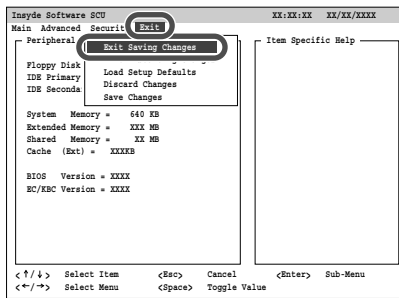 Insyde Software SCU XX:XX:XX XX/XX/XXXX
Main Advanced Securit Exit
Peripheral Item Specific Help
Exit Saving Changes
Floppy Disk
Load Setup Defaults
IDE Primary
Discard Changes
IDE Seconda
Save Changes
System Memory = 640 KB
Extended Memory = XXX MB
Shared Memory = XX MB
Cache (Ext) = XXXKB
BIOS Version = XXXX
EC/KBC Version = XXXX
<↑/↓> Select Item <Esc> Cancel <Enter> Sub-Menu
<←/→> Select Menu <Space> Toggle Value